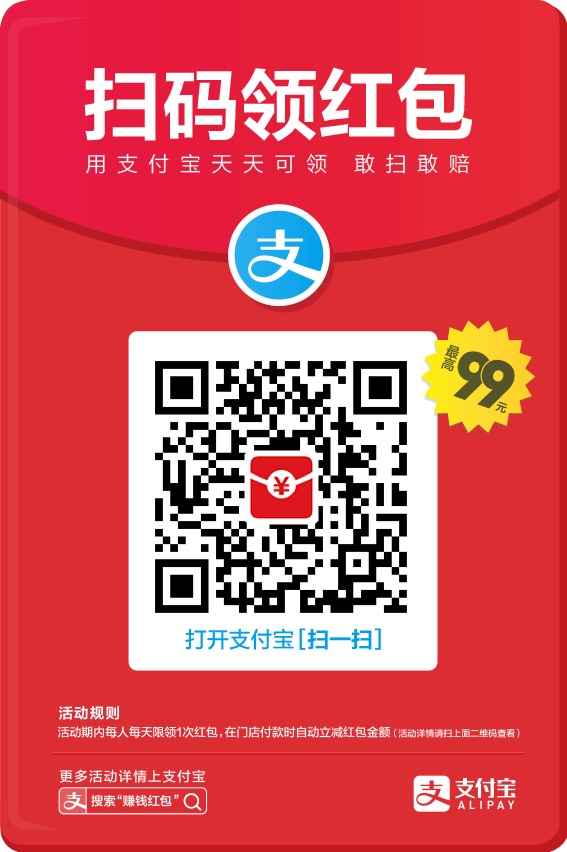 扫码领红包
用支付宝天天可领 敢扫敢赔
支
最高
99
元
¥
打开支付宝[扫一扫]
活动规则
活动期内每人每天限领1次红包,在门店付款时自动立减红包金额(活动详情请扫上面二维码查看)
更多活动详情上支付宝
支 搜索“赚钱红包”
支 支付宝
ALIPAY